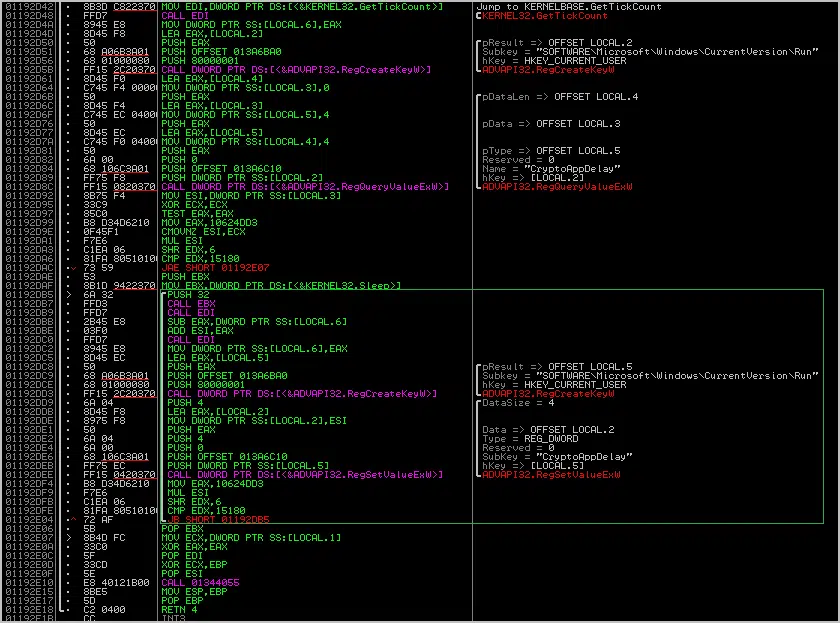 01192D42 8B3D C8223701 MOV EDI,DWORD PTR DS:[<&KERNEL32.GetTickCount>] Jump to KERNELBASE.GetTickCount
01192D48 FFD7 CALL EDI KERNEL32.GetTickCount
01192D4A 8945 E8 MOV DWORD PTR SS:[LOCAL.6],EAX
01192D4D 8D45 F8 LEA EAX,[LOCAL.2]
01192D50 50 PUSH EAX pResult => OFFSET LOCAL.2
01192D51 68 A06B3A01 PUSH OFFSET 013A6BA0 Subkey = "SOFTWARE\Microsoft\Windows\CurrentVersion\Run"
01192D56 68 01000080 PUSH 80000001 hKey = HKEY_CURRENT_USER
01192D5B FF15 2C20370 CALL DWORD PTR DS:[<&ADVAPI32.RegCreateKeyW>] ADVAPI32.RegCreateKeyW
01192D61 8D45 F0 LEA EAX,[LOCAL.4]
01192D64 C745 F4 0000 MOV DWORD PTR SS:[LOCAL.3],0
01192D6B 50 PUSH EAX pDataLen => OFFSET LOCAL.4
01192D6C 8D45 F4 LEA EAX,[LOCAL.3]
01192D6F C745 EC 0400 MOV DWORD PTR SS:[LOCAL.5],4
01192D76 50 PUSH EAX pData => OFFSET LOCAL.3
01192D77 8D45 EC LEA EAX,[LOCAL.5]
01192D7A C745 F0 0400 MOV DWORD PTR SS:[LOCAL.4],4
01192D81 50 PUSH EAX pType => OFFSET LOCAL.5
01192D82 6A 00 PUSH 0 Reserved = 0
01192D84 68 106C3A01 PUSH OFFSET 013A6C10 Name = "CryptoAppDelay"
01192D89 FF75 F8 PUSH DWORD PTR SS:[LOCAL.2] hKey => [LOCAL.2]
01192D8C FF15 0820370 CALL DWORD PTR DS:[<&ADVAPI32.RegQueryValueExW>] ADVAPI32.RegQueryValueExW
01192D92 8B75 F4 MOV ESI,DWORD PTR SS:[LOCAL.3]
01192D95 33C9 XOR ECX,ECX
01192D97 85C0 TEST EAX,EAX
01192D99 B8 D34D6210 MOV EAX,10624DD3
01192D9E 0F45F1 CMOVNZ ESI,ECX
01192DA1 F7E6 MUL ESI
01192DA3 C1EA 06 SHR EDX,6
01192DA6 81FA 8051010 CMP EDX,15180
01192DAC 73 59 JAE SHORT 01192E07
01192DAE 53 PUSH EBX
01192DAF 8B1D 9422370 MOV EBX,DWORD PTR DS:[<&KERNEL32.Sleep>]
01192DB5 6A 32 PUSH 32
01192DB7 FFD3 CALL EBX
01192DB9 FFD7 CALL EDI
01192DBB 2B45 E8 SUB EAX,DWORD PTR SS:[LOCAL.6]
01192DBE 03F0 ADD ESI,EAX
01192DC0 FFD7 CALL EDI
01192DC2 8945 E8 MOV DWORD PTR SS:[LOCAL.6],EAX
01192DC5 8D45 EC LEA EAX,[LOCAL.5]
01192DC8 50 PUSH EAX pResult => OFFSET LOCAL.5
01192DC9 68 A06B3A01 PUSH OFFSET 013A6BA0 Subkey = "SOFTWARE\Microsoft\Windows\CurrentVersion\Run"
01192DCE 68 01000080 PUSH 80000001 hKey = HKEY_CURRENT_USER
01192DD3 FF15 2C20370 CALL DWORD PTR DS:[<&ADVAPI32.RegCreateKeyW>] ADVAPI32.RegCreateKeyW
01192DD9 6A 04 PUSH 4 DataSize = 4
01192DDB 8D45 F8 LEA EAX,[LOCAL.2]
01192DDE 8975 F8 MOV DWORD PTR SS:[LOCAL.2],ESI
01192DE1 50 PUSH EAX Data => OFFSET LOCAL.2
01192DE2 6A 04 PUSH 4 Type = REG_DWORD
01192DE4 6A 00 PUSH 0 Reserved = 0
01192DE6 68 106C3A01 PUSH OFFSET 013A6C10 SubKey = "CryptoAppDelay"
01192DEB FF75 EC PUSH DWORD PTR SS:[LOCAL.5] hKey => [LOCAL.5]
01192DEE FF15 0420370 CALL DWORD PTR DS:[<&ADVAPI32.RegSetValueExW>] ADVAPI32.RegSetValueExW
01192DF4 B8 D34D6210 MOV EAX,10624DD3
01192DF9 F7E6 MUL ESI
01192DFB C1EA 06 SHR EDX,6
01192DFE 81FA 8051010 CMP EDX,15180
01192E04 72 AF JB SHORT 01192DB5
01192E06 5B POP EBX
01192E07 8B4D FC MOV ECX,DWORD PTR SS:[LOCAL.1]
01192E0A 33C0 XOR EAX,EAX
01192E0C 5F POP EDI
01192E0D 33CD XOR ECX,EBP
01192E0F 5E POP ESI
01192E10 E8 40121B00 CALL 01344055
01192E15 8BE5 MOV ESP,EBP
01192E17 5D POP EBP
01192E18 C2 0400 RETN 4
01192E1B CC INT3